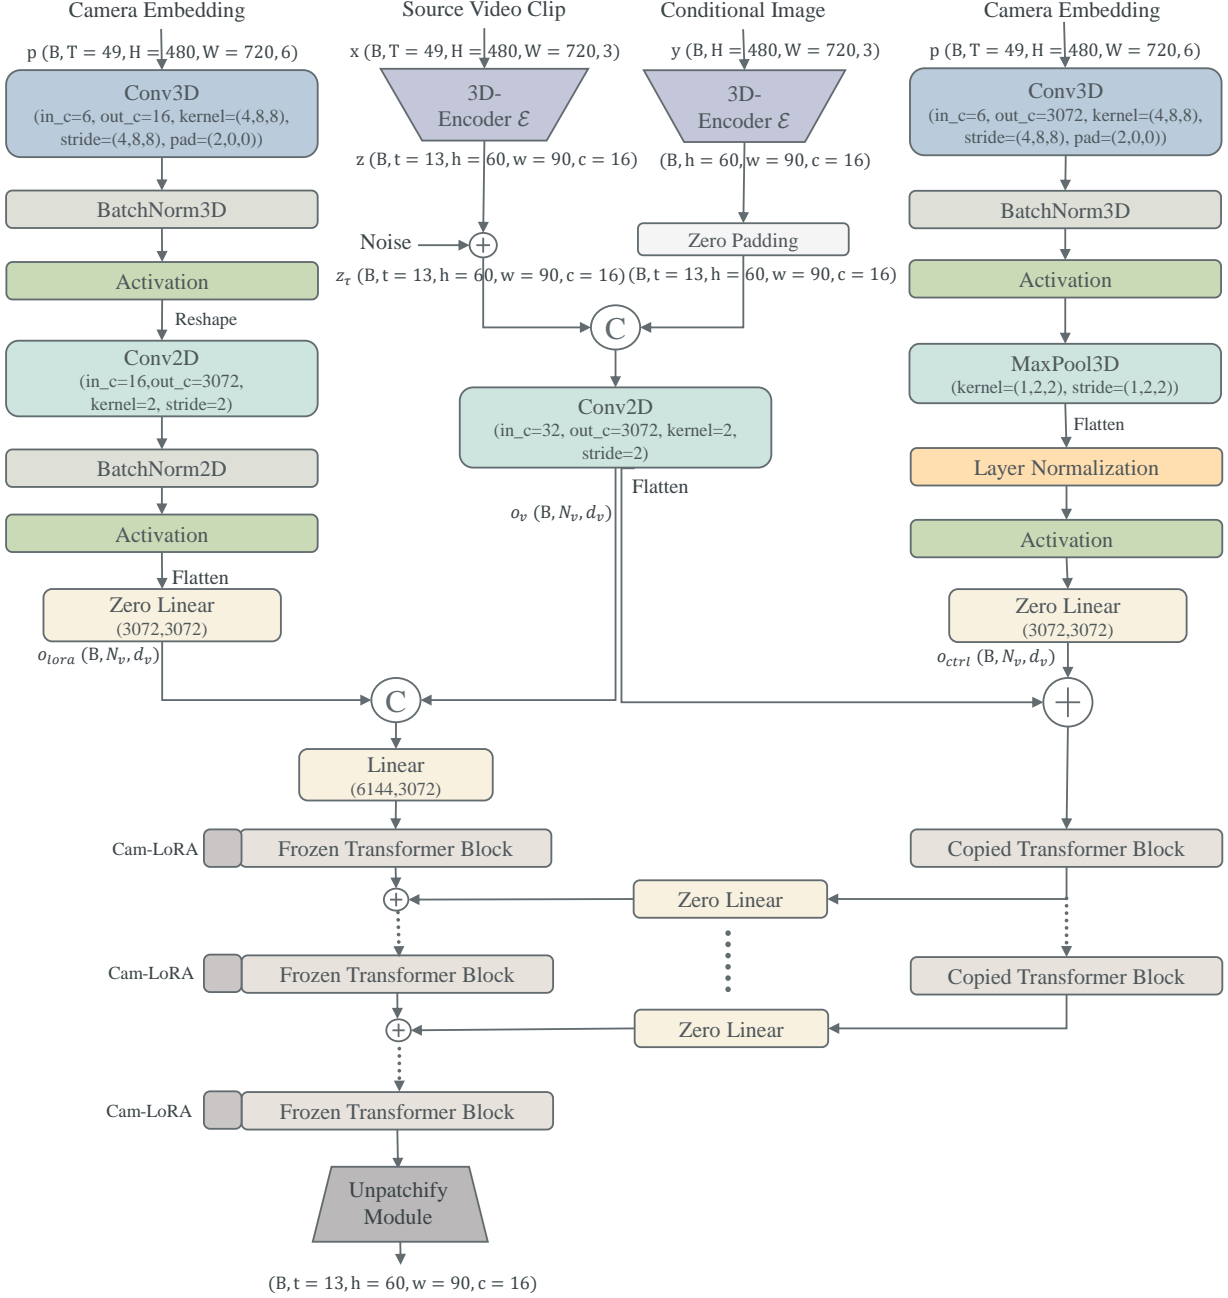 Camera Embedding
Source Video Clip
Conditional Image
Camera Embedding
p (B, T = 49, H = 480, W = 720, 6)
x (B, T = 49, H = 480, W = 720, 3)
y (B, H = 480, W = 720, 3)
p (B, T = 49, H = 480, W = 720, 6)
Conv3D
(in_c=6, out_c=16, kernel=(4,8,8),
stride=(4,8,8), pad=(2,0,0))
3D-
Encoder ℰ
3D-
Encoder ℰ
Conv3D
(in_c=6, out_c=3072, kernel=(4,8,8),
stride=(4,8,8), pad=(2,0,0))
z (B, t = 13, h = 60, w = 90, c = 16)
(B, h = 60, w = 90, c = 16)
BatchNorm3D
BatchNorm3D
Noise
+
Zero Padding
z_τ (B, t = 13, h = 60, w = 90, c = 16)
(B, t = 13, h = 60, w = 90, c = 16)
Activation
Activation
Reshape
C
Conv2D
(in_c=16,out_c=3072,
kernel=2, stride=2)
MaxPool3D
(kernel=(1,2,2), stride=(1,2,2))
Conv2D
(in_c=32, out_c=3072, kernel=2,
stride=2)
Flatten
BatchNorm2D
Layer Normalization
Flatten
o_v (B, N_v, d_v)
Activation
Activation
Flatten
Zero Linear
(3072,3072)
Zero Linear
(3072,3072)
o_lora (B, N_v, d_v)
o_ctrl (B, N_v, d_v)
C
+
Linear
(6144,3072)
Cam-LoRA
Frozen Transformer Block
Copied Transformer Block
+
Zero Linear
Cam-LoRA
Frozen Transformer Block
Copied Transformer Block
+
Zero Linear
Cam-LoRA
Frozen Transformer Block
Unpatchify
Module
(B, t = 13, h = 60, w = 90, c = 16)